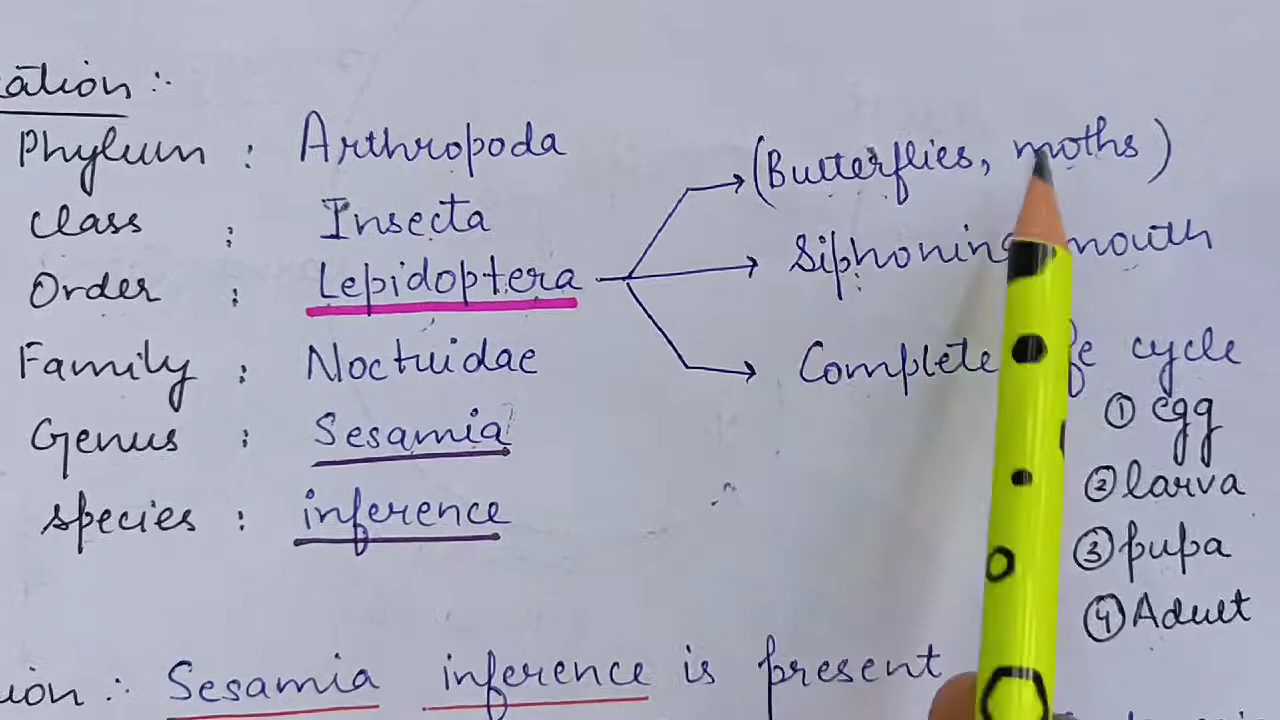 ation :-
Phylum : Arthropoda
(Butterflies, moths)
Class : Insecta
Siphoning mouth
Order : Lepidoptera
Family : Noctuidae
Complete cycle
① egg
Genus : Sesamia
② larva
Species : inference
③ pupa
④ Adult
ion :- Sesamia inference is present